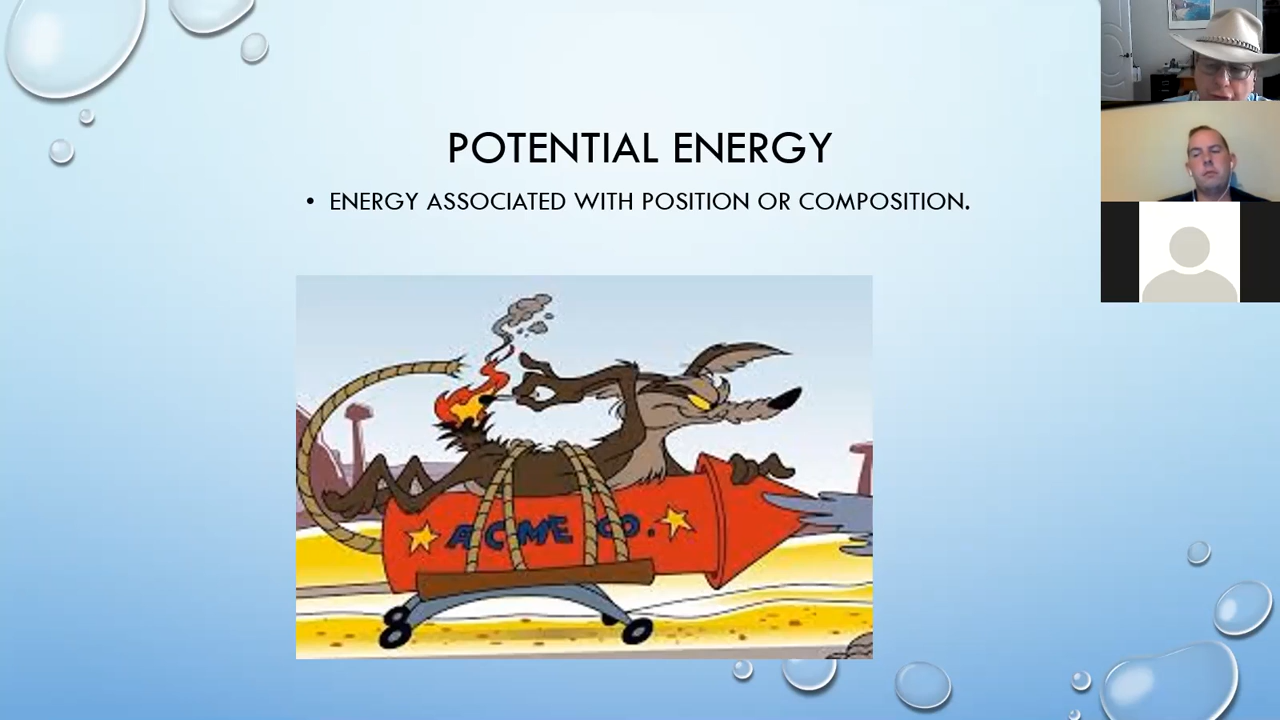 POTENTIAL ENERGY
• ENERGY ASSOCIATED WITH POSITION OR COMPOSITION.
ACME CO.